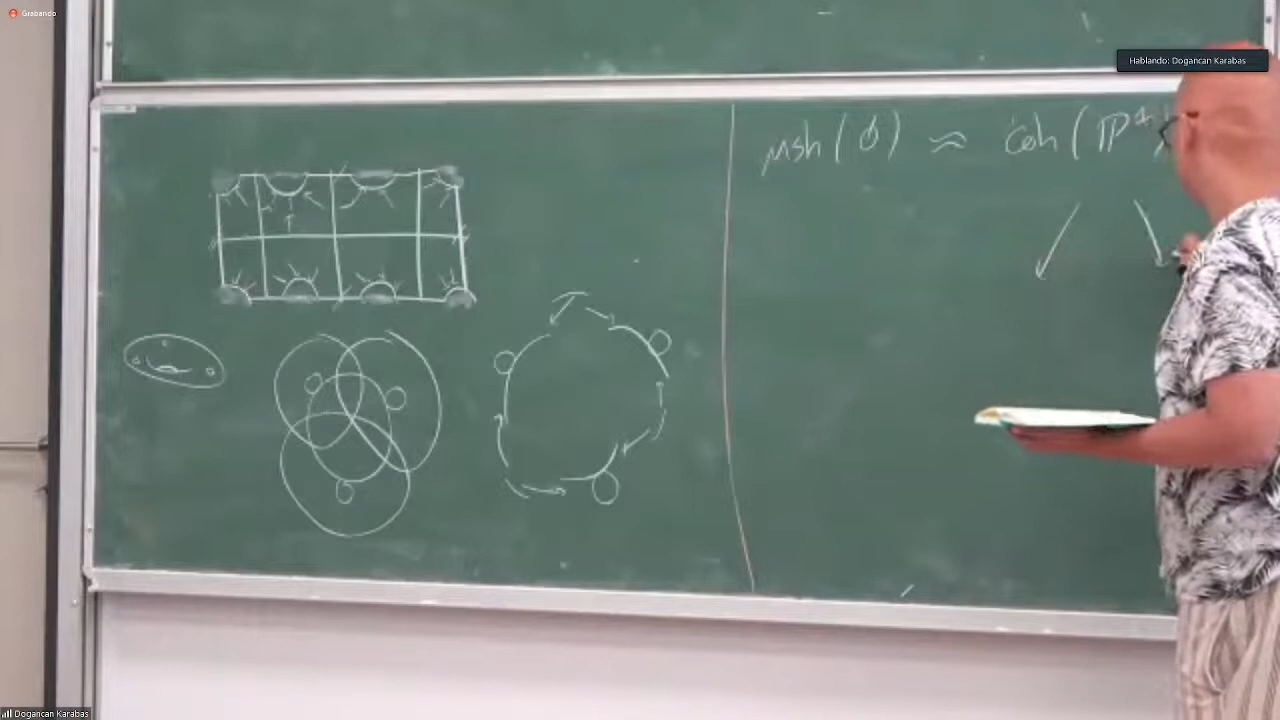 Grabando
Hablando: Dogancan Karabas
μsh(ϕ) ≈ Coh(ℙ¹)
Dogancan Karabas